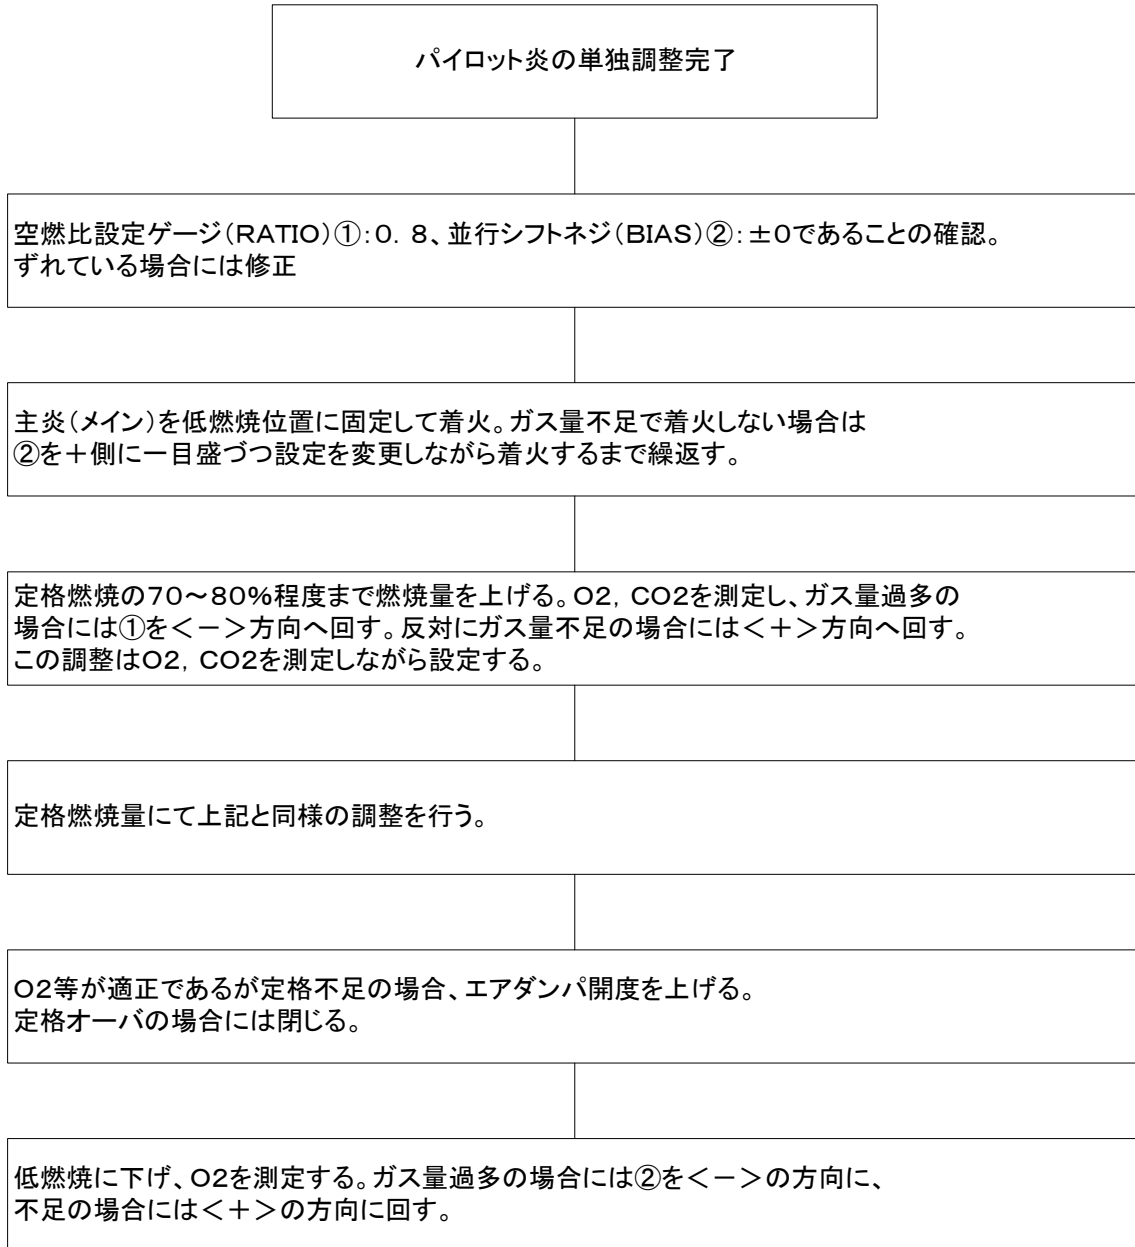 パイロット炎の単独調整完了
空燃比設定ゲージ（RATIO）①：０．８、並行シフトネジ（BIAS）②：±０であることの確認。
ずれている場合には修正
主炎（メイン）を低燃焼位置に固定して着火。ガス量不足で着火しない場合は
②を＋側に一目盛づつ設定を変更しながら着火するまで繰返す。
定格燃焼の７０～８０％程度まで燃焼量を上げる。Ｏ２，ＣＯ２を測定し、ガス量過多の
場合には①を＜－＞方向へ回す。反対にガス量不足の場合には＜＋＞方向へ回す。
この調整はＯ２，ＣＯ２を測定しながら設定する。
定格燃焼量にて上記と同様の調整を行う。
Ｏ２等が適正であるが定格不足の場合、エアダンパ開度を上げる。
定格オーバの場合には閉じる。
低燃焼に下げ、Ｏ２を測定する。ガス量過多の場合には②を＜－＞の方向に、
不足の場合には＜＋＞の方向に回す。